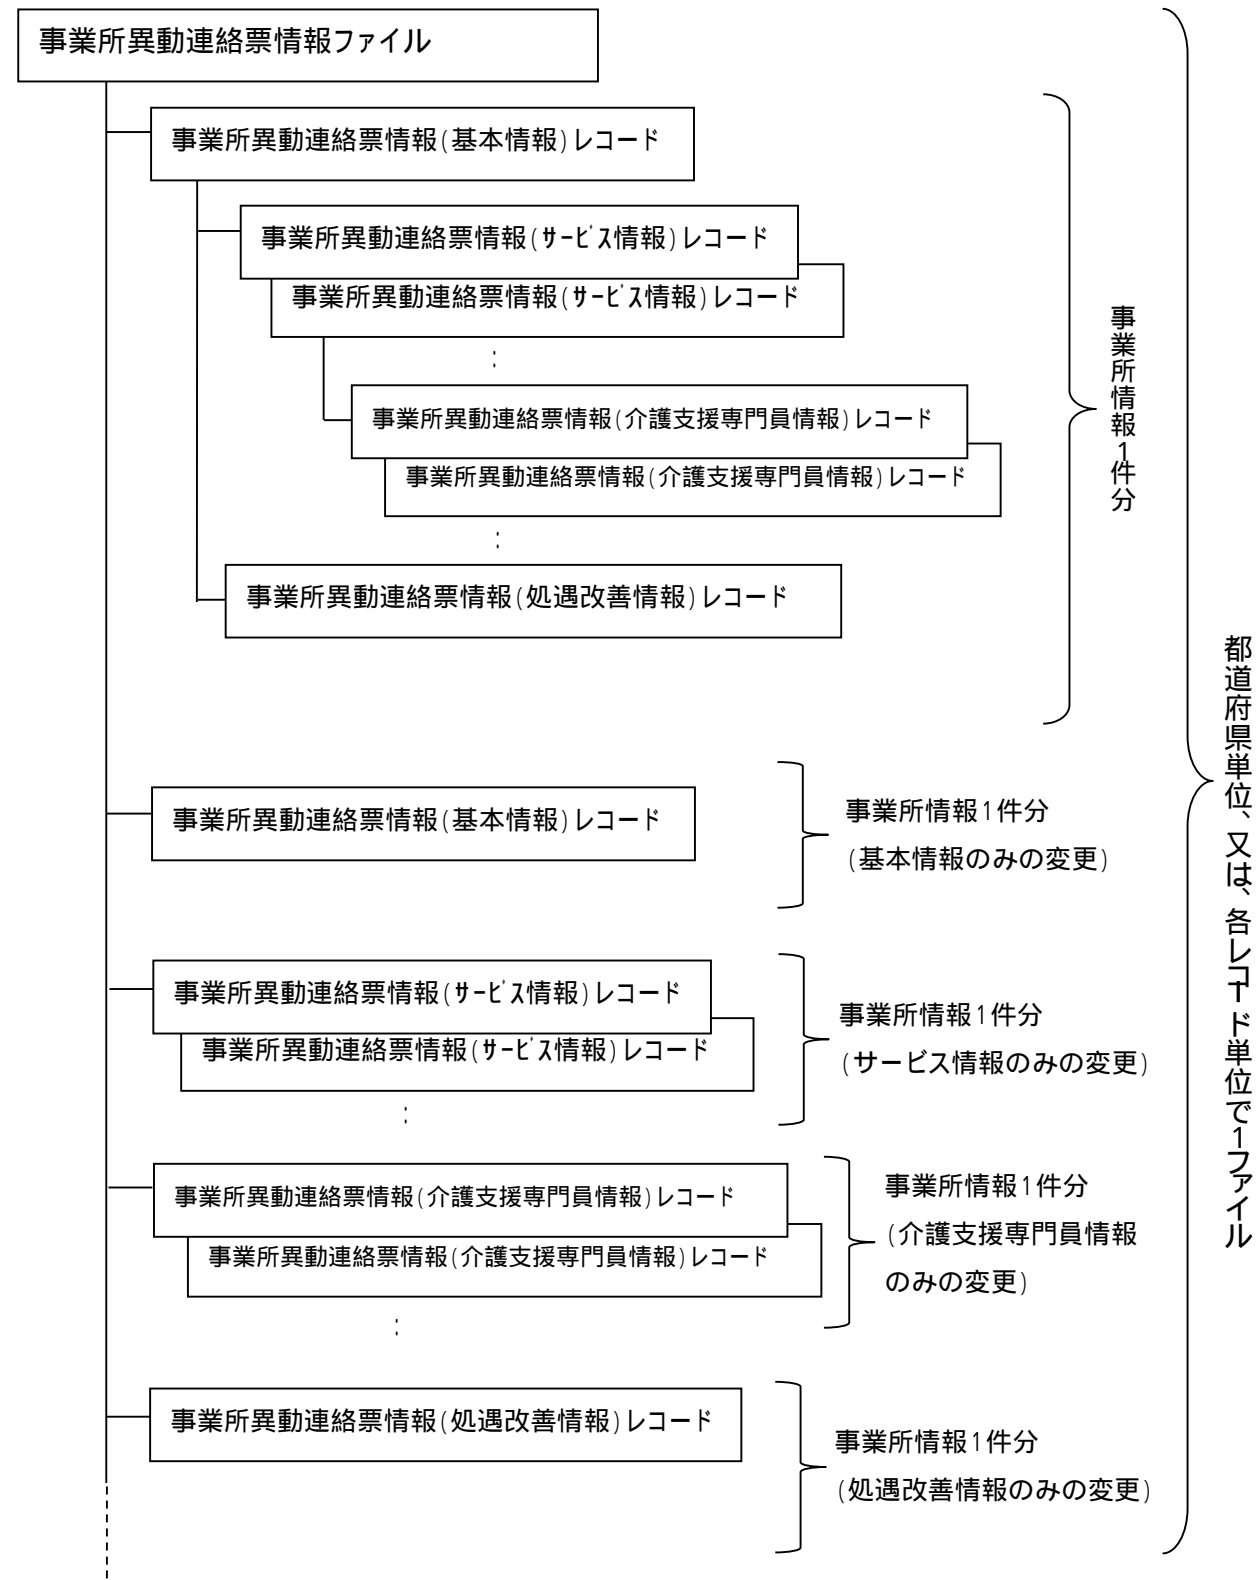 事業所異動連絡票情報ファイル
事業所異動連絡票情報(基本情報)レコード
事業所異動連絡票情報(サービス情報)レコード
事業所異動連絡票情報(サービス情報)レコード
:
事業所異動連絡票情報(介護支援専門員情報)レコード
事業所異動連絡票情報(介護支援専門員情報)レコード
:
事業所異動連絡票情報(処遇改善情報)レコード
事業所情報1件分
事業所異動連絡票情報(基本情報)レコード
事業所情報1件分
(基本情報のみの変更)
事業所異動連絡票情報(サービス情報)レコード
事業所異動連絡票情報(サービス情報)レコード
:
事業所情報1件分
(サービス情報のみの変更)
事業所異動連絡票情報(介護支援専門員情報)レコード
事業所異動連絡票情報(介護支援専門員情報)レコード
:
事業所情報1件分
(介護支援専門員情報
のみの変更)
事業所異動連絡票情報(処遇改善情報)レコード
事業所情報1件分
(処遇改善情報のみの変更)
都道府県単位、又は、各レコード単位で1ファイル